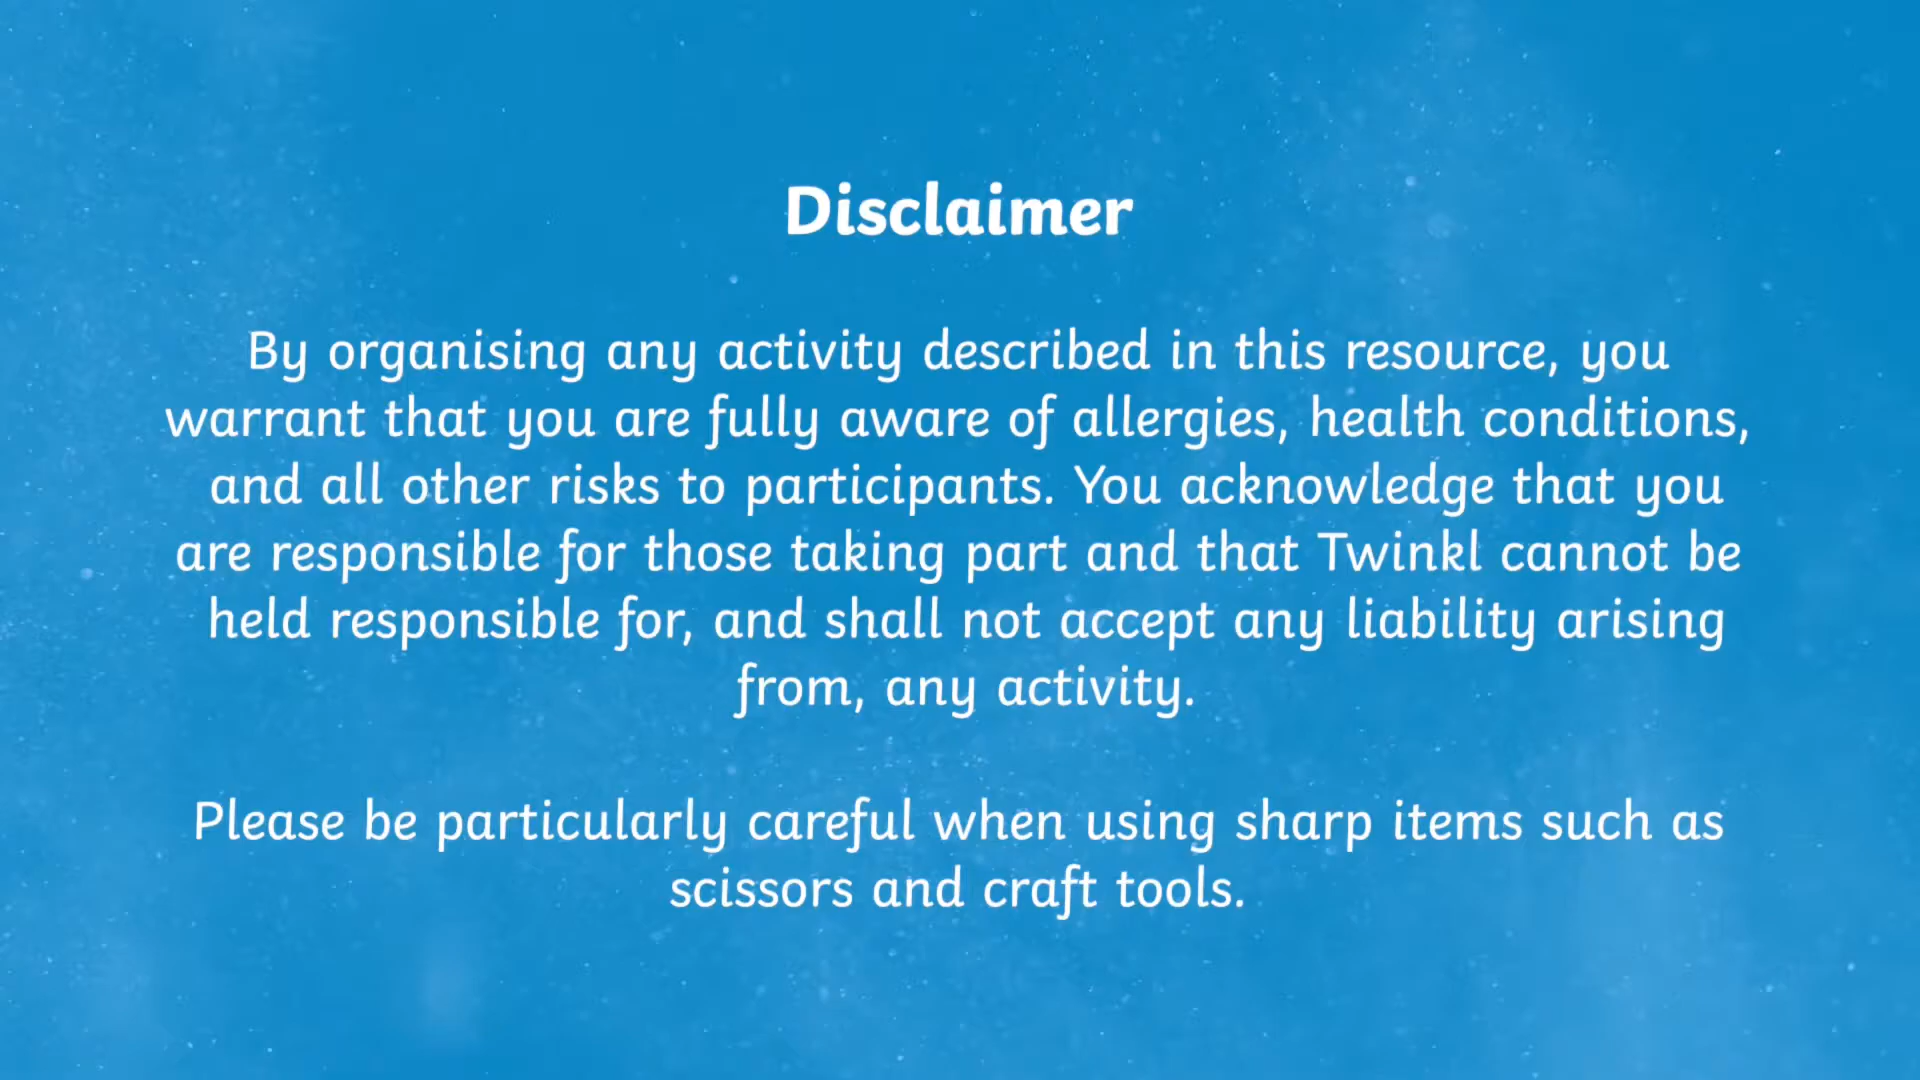 Disclaimer
By organising any activity described in this resource, you
warrant that you are fully aware of allergies, health conditions,
and all other risks to participants. You acknowledge that you
are responsible for those taking part and that Twinkl cannot be
held responsible for, and shall not accept any liability arising
from, any activity.
Please be particularly careful when using sharp items such as
scissors and craft tools.